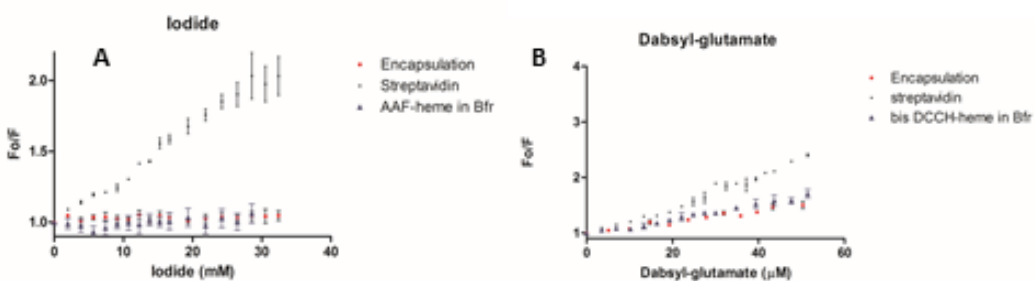 Iodide
A
Encapsulation
Streptavidin
AAF-heme in Bfr
Fo/F
2.0
1.5
1.0
0
10
20
30
40
Iodide (mM)
Dabsyl-glutamate
B
Encapsulation
streptavidin
bis DCCH-heme in Bfr
Fo/F
4
3
2
1
0
20
40
60
Dabsyl-glutamate (μM)